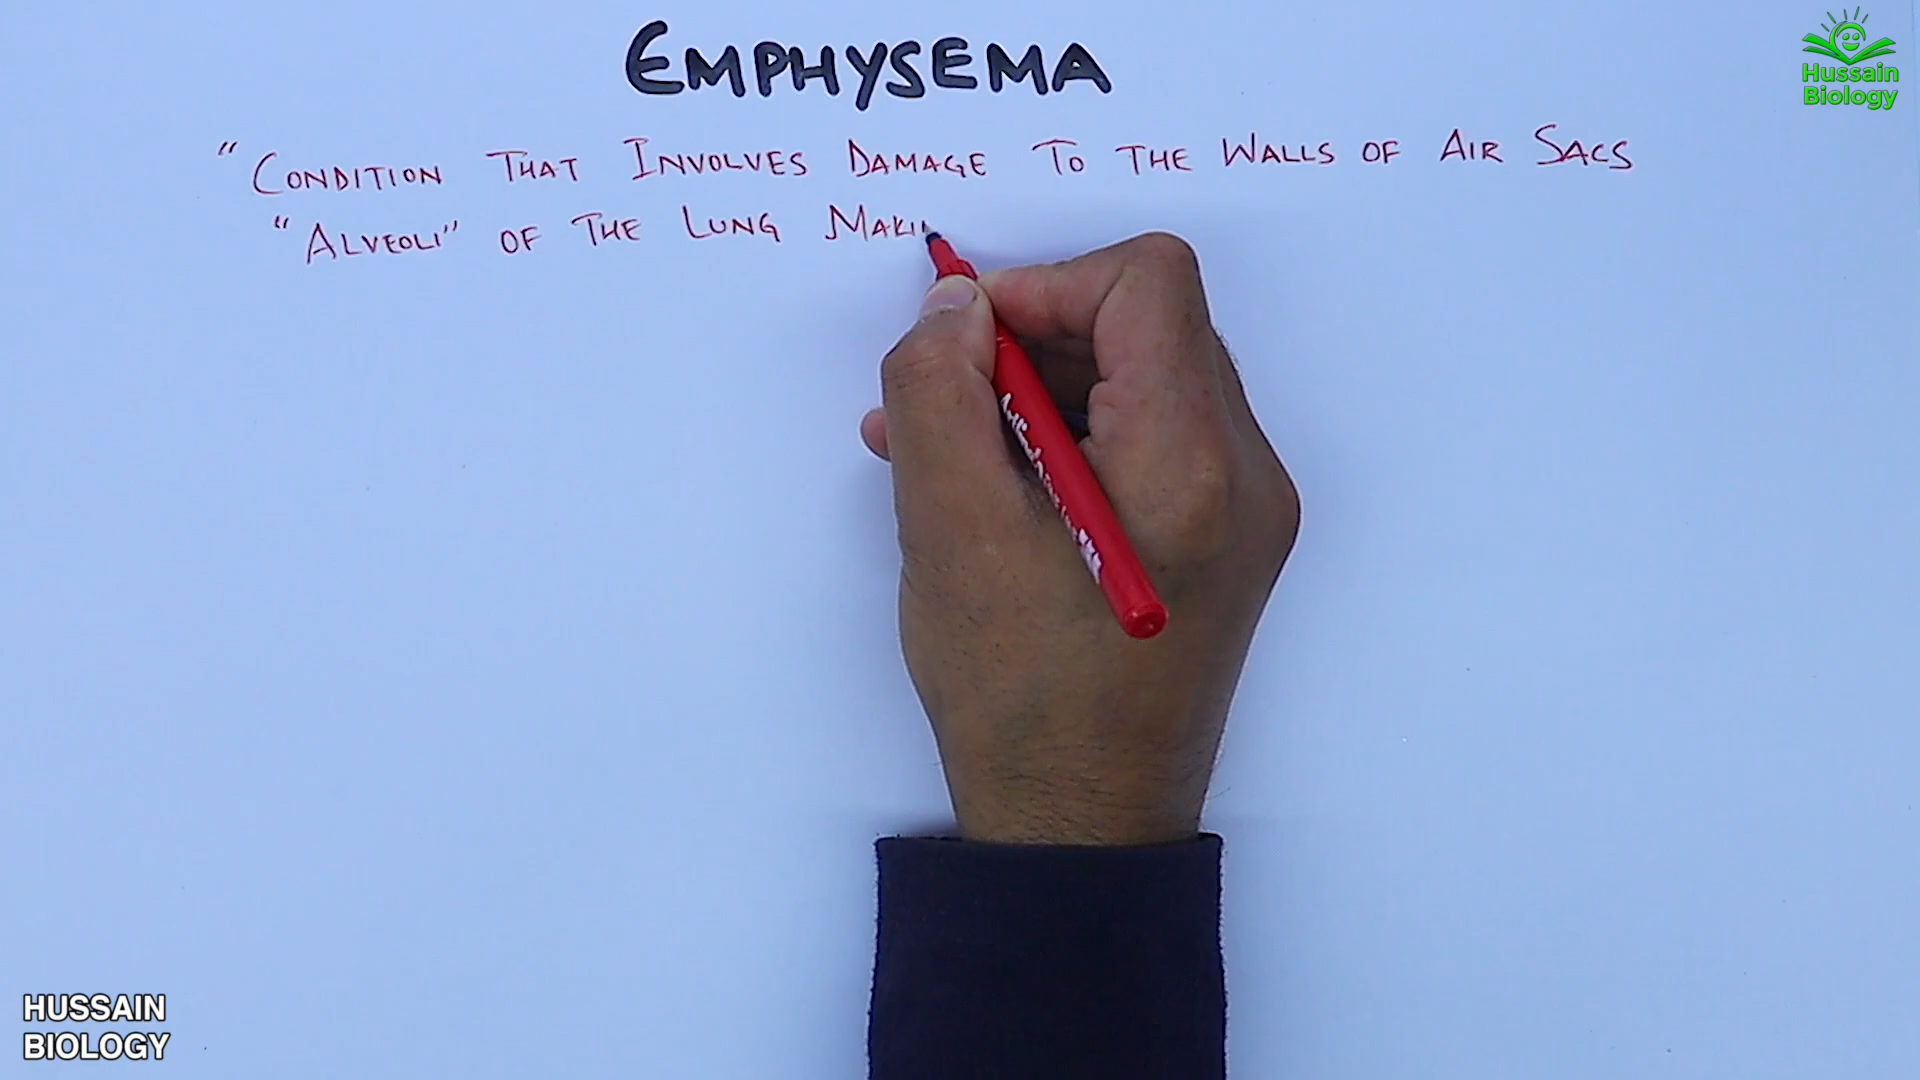 EMPHYSEMA
Hussain
Biology
"CONDITION THAT INVOLVES DAMAGE TO THE WALLS OF AIR SACS
"ALVEOLI" OF THE LUNG MAKI
HUSSAIN
BIOLOGY